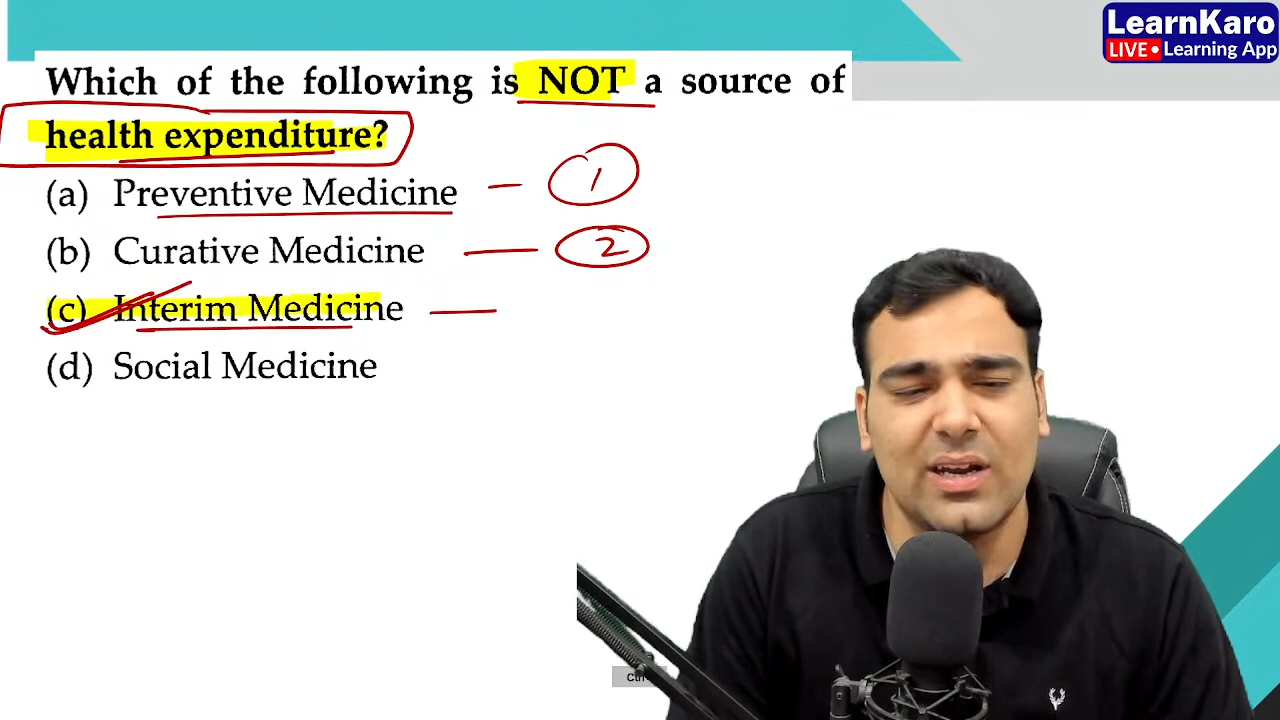 LearnKaro
LIVE • Learning App
Which of the following is NOT a source of
health expenditure?
(a) Preventive Medicine — 1
(b) Curative Medicine — 2
(c) Interim Medicine —
(d) Social Medicine